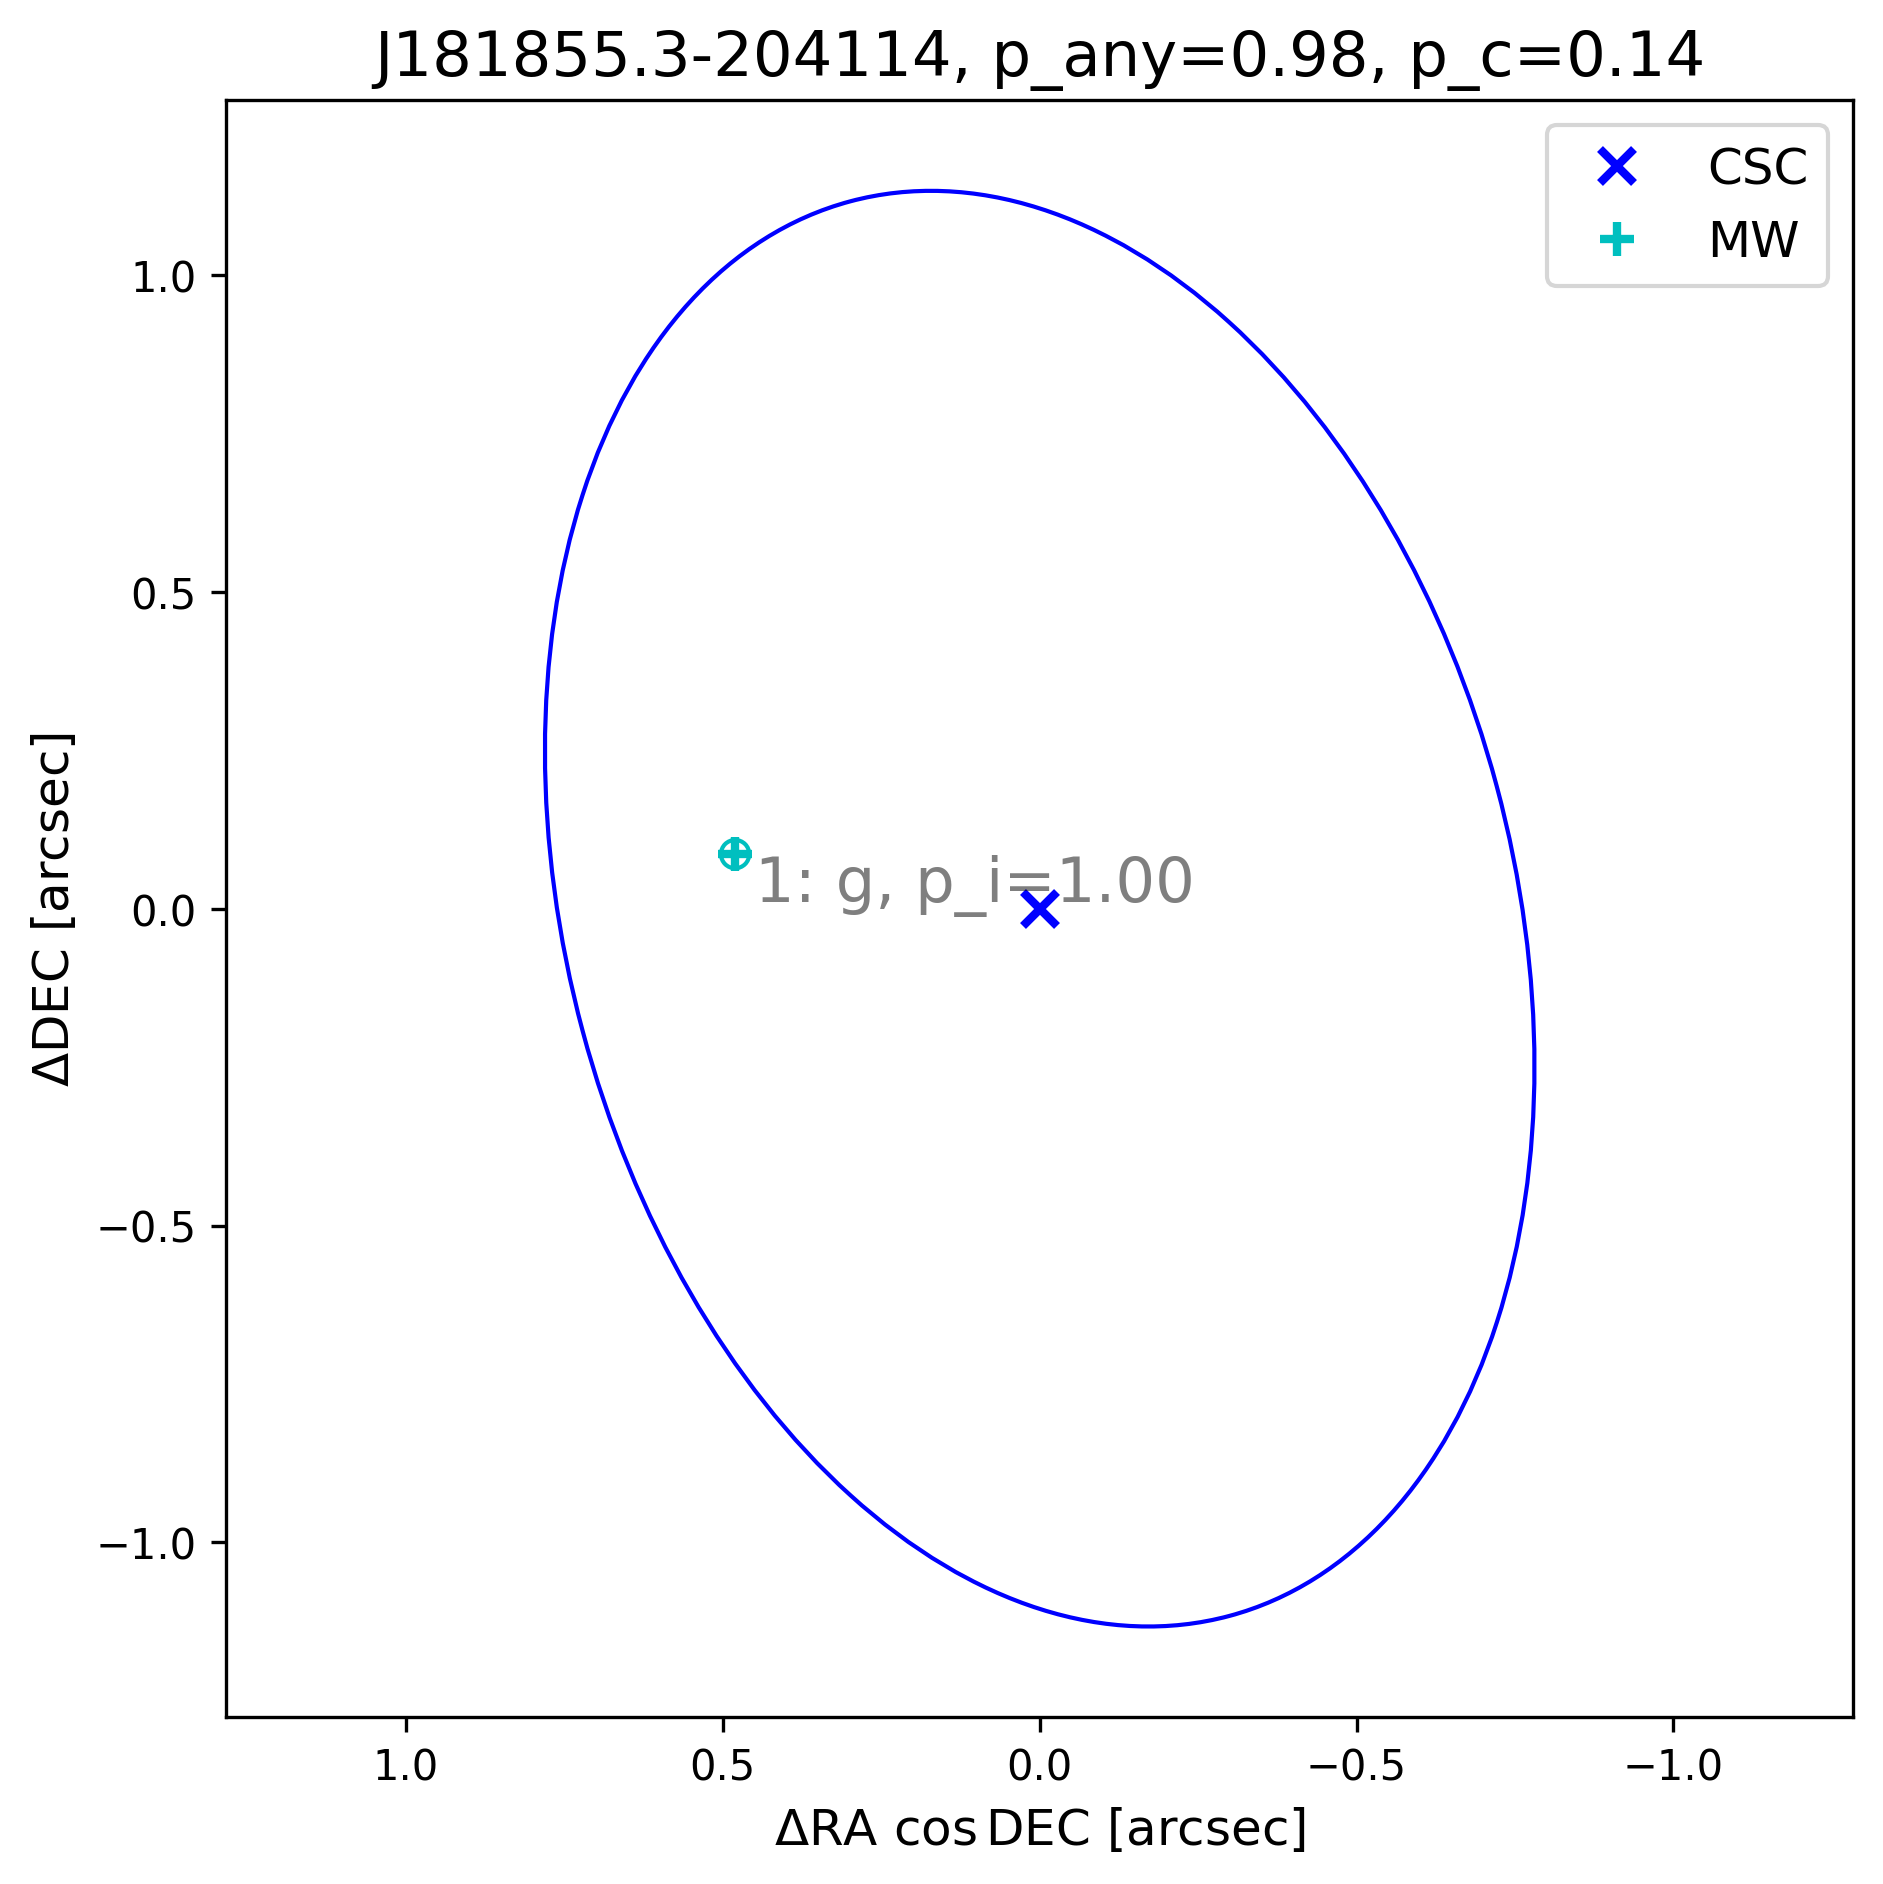 J181855.3-204114, p_any=0.98, p_c=0.14
CSC
MW
1.0
0.5
0.0
−0.5
−1.0
ΔDEC [arcsec]
1: g, p_i=1.00
1.0
0.5
0.0
−0.5
−1.0
ΔRA cos DEC [arcsec]